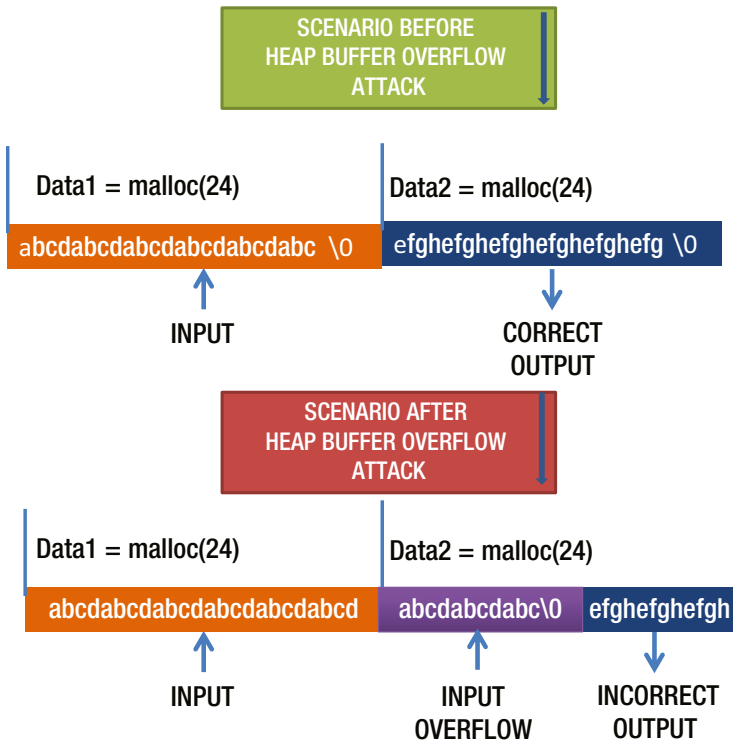 SCENARIO BEFORE
HEAP BUFFER OVERFLOW
ATTACK
Data1 = malloc(24)
Data2 = malloc(24)
abcdabcdabcdabcdabcdabc \0
efghefghefghefghefghefg \0
INPUT
CORRECT
OUTPUT
SCENARIO AFTER
HEAP BUFFER OVERFLOW
ATTACK
Data1 = malloc(24)
Data2 = malloc(24)
abcdabcdabcdabcdabcdabcd
abcdabcdabc\0
efghefghefgh
INPUT
INPUT
OVERFLOW
INCORRECT
OUTPUT